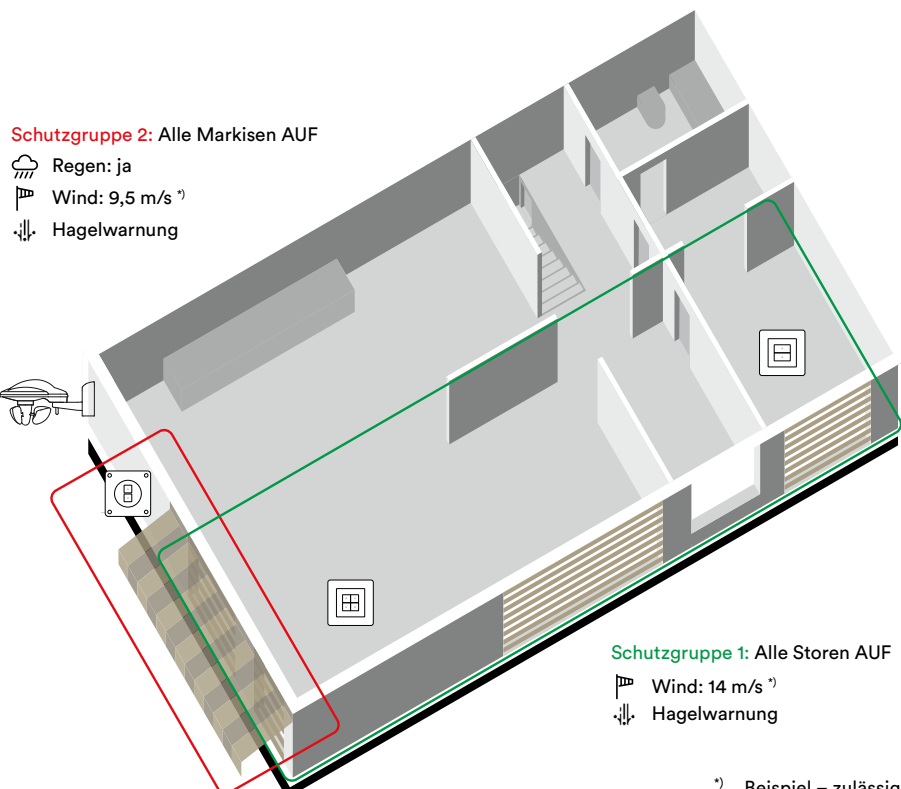 Schutzgruppe 2: Alle Markisen AUF
Regen: ja
Wind: 9,5 m/s *)
Hagelwarnung
Schutzgruppe 1: Alle Storen AUF
Wind: 14 m/s *)
Hagelwarnung
*) Beispiel – zulässig